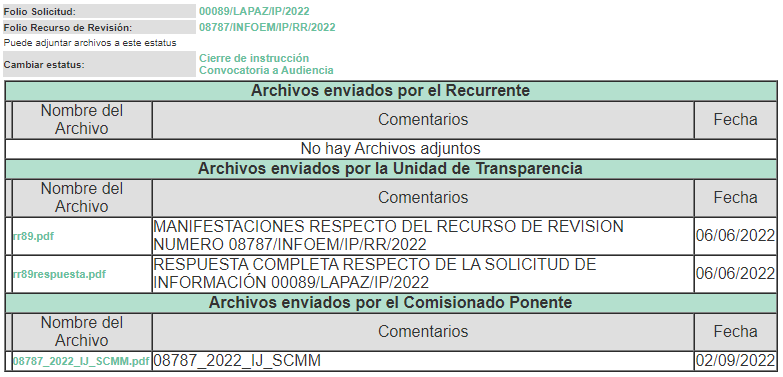 Folio Solicitud: 00089/LAPAZ/IP/2022
Folio Recurso de Revisión: 08787/INFOEM/IP/RR/2022
Puede adjuntar archivos a este estatus
Cambiar estatus: Cierre de instrucción
Convocatoria a Audiencia
Archivos enviados por el Recurrente
Nombre del Archivo Comentarios Fecha
No hay Archivos adjuntos
Archivos enviados por la Unidad de Transparencia
Nombre del Archivo Comentarios Fecha
rr89.pdf MANIFESTACIONES RESPECTO DEL RECURSO DE REVISION NUMERO 08787/INFOEM/IP/RR/2022 06/06/2022
rr89respuesta.pdf RESPUESTA COMPLETA RESPECTO DE LA SOLICITUD DE INFORMACIÓN 00089/LAPAZ/IP/2022 06/06/2022
Archivos enviados por el Comisionado Ponente
Nombre del Archivo Comentarios Fecha
08787_2022_IJ_SCMM.pdf 08787_2022_IJ_SCMM 02/09/2022